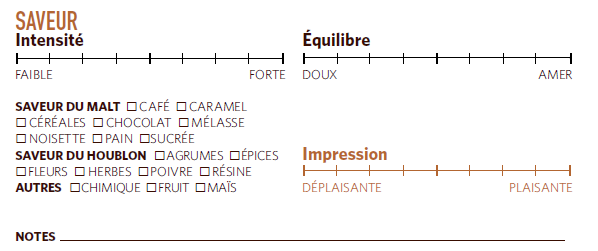 SAVEUR
Intensité
FAIBLE FORTE
Équilibre
DOUX AMER
SAVEUR DU MALT □ CAFÉ □ CARAMEL
□ CÉRÉALES □ CHOCOLAT □ MÉLASSE
□ NOISETTE □ PAIN □ SUCRÉE
SAVEUR DU HOUBLON □ AGRUMES □ ÉPICES
□ FLEURS □ HERBES □ POIVRE □ RÉSINE
AUTRES □ CHIMIQUE □ FRUIT □ MAÏS
Impression
DÉPLAISANTE PLAISANTE
NOTES